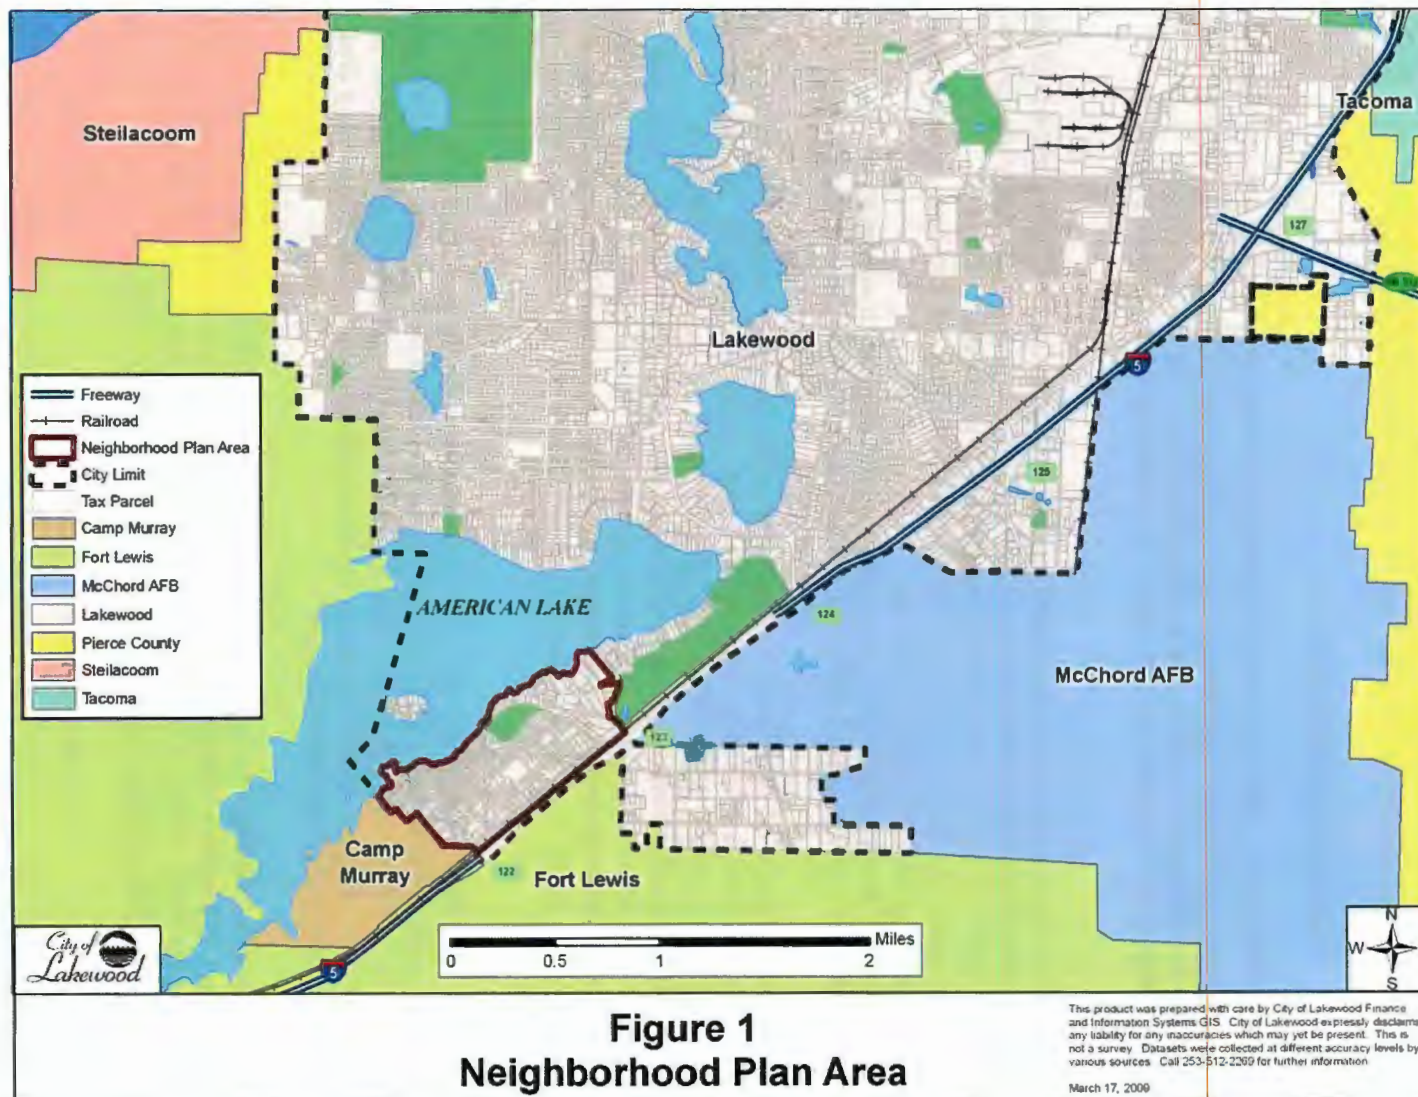 Steilacoom
Tacoma
127
Lakewood
5
Freeway
Railroad
Neighborhood Plan Area
City Limit
Tax Parcel
Camp Murray
Fort Lewis
McChord AFB
Lakewood
Pierce County
Steilacoom
Tacoma
125
AMERICAN LAKE
124
McChord AFB
123
Camp
Murray
122
Fort Lewis
City of
Lakewood
5
0 0.5 1 2 Miles
N
W E
S
Figure 1
Neighborhood Plan Area
This product was prepared with care by City of Lakewood Finance
and Information Systems GIS. City of Lakewood expressly disclaims
any liability for any inaccuracies which may yet be present. This is
not a survey. Datasets were collected at different accuracy levels by
various sources. Call 253-512-2269 for further information.
March 17, 2009